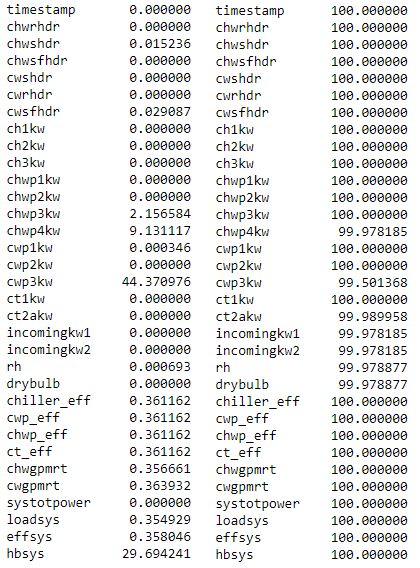 timestamp 0.000000 timestamp 100.000000
chwrhdr 0.000000 chwrhdr 100.000000
chwshdr 0.015236 chwshdr 100.000000
chwsfhdr 0.000000 chwsfhdr 100.000000
cwshdr 0.000000 cwshdr 100.000000
cwrhdr 0.000000 cwrhdr 100.000000
cwsfhdr 0.029087 cwsfhdr 100.000000
ch1kw 0.000000 ch1kw 100.000000
ch2kw 0.000000 ch2kw 100.000000
ch3kw 0.000000 ch3kw 100.000000
chwp1kw 0.000000 chwp1kw 100.000000
chwp2kw 0.000000 chwp2kw 100.000000
chwp3kw 2.156584 chwp3kw 100.000000
chwp4kw 9.131117 chwp4kw 99.978185
cwp1kw 0.000346 cwp1kw 100.000000
cwp2kw 0.000000 cwp2kw 100.000000
cwp3kw 44.370976 cwp3kw 99.501368
ct1kw 0.000000 ct1kw 100.000000
ct2akw 0.000000 ct2akw 99.989958
incomingkw1 0.000000 incomingkw1 99.978185
incomingkw2 0.000000 incomingkw2 99.978185
rh 0.000693 rh 99.978877
drybulb 0.000000 drybulb 99.978877
chiller_eff 0.361162 chiller_eff 100.000000
cwp_eff 0.361162 cwp_eff 100.000000
chwp_eff 0.361162 chwp_eff 100.000000
ct_eff 0.361162 ct_eff 100.000000
chwgpmrt 0.356661 chwgpmrt 100.000000
cwgpmrt 0.363932 cwgpmrt 100.000000
systotpower 0.000000 systotpower 100.000000
loadsys 0.354929 loadsys 100.000000
effsys 0.358046 effsys 100.000000
hbsys 29.694241 hbsys 100.000000